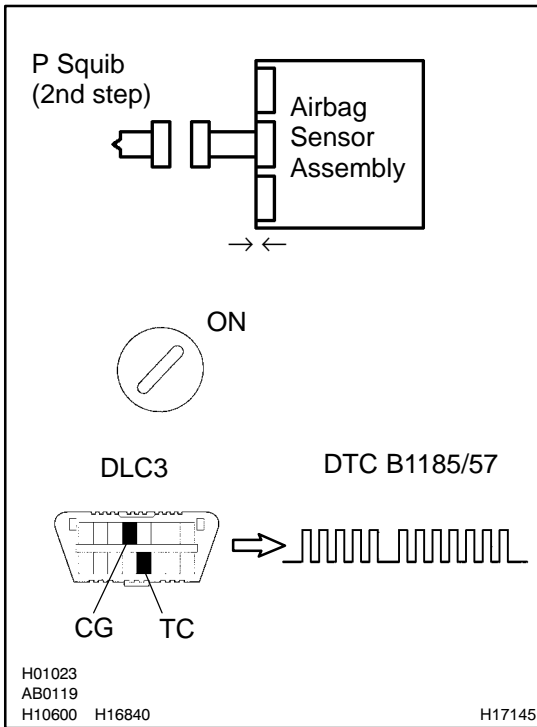 P Squib
(2nd step)
Airbag
Sensor
Assembly
ON
DLC3
DTC B1185/57
CG
TC
H01023
AB0119
H10600 H16840
H17145